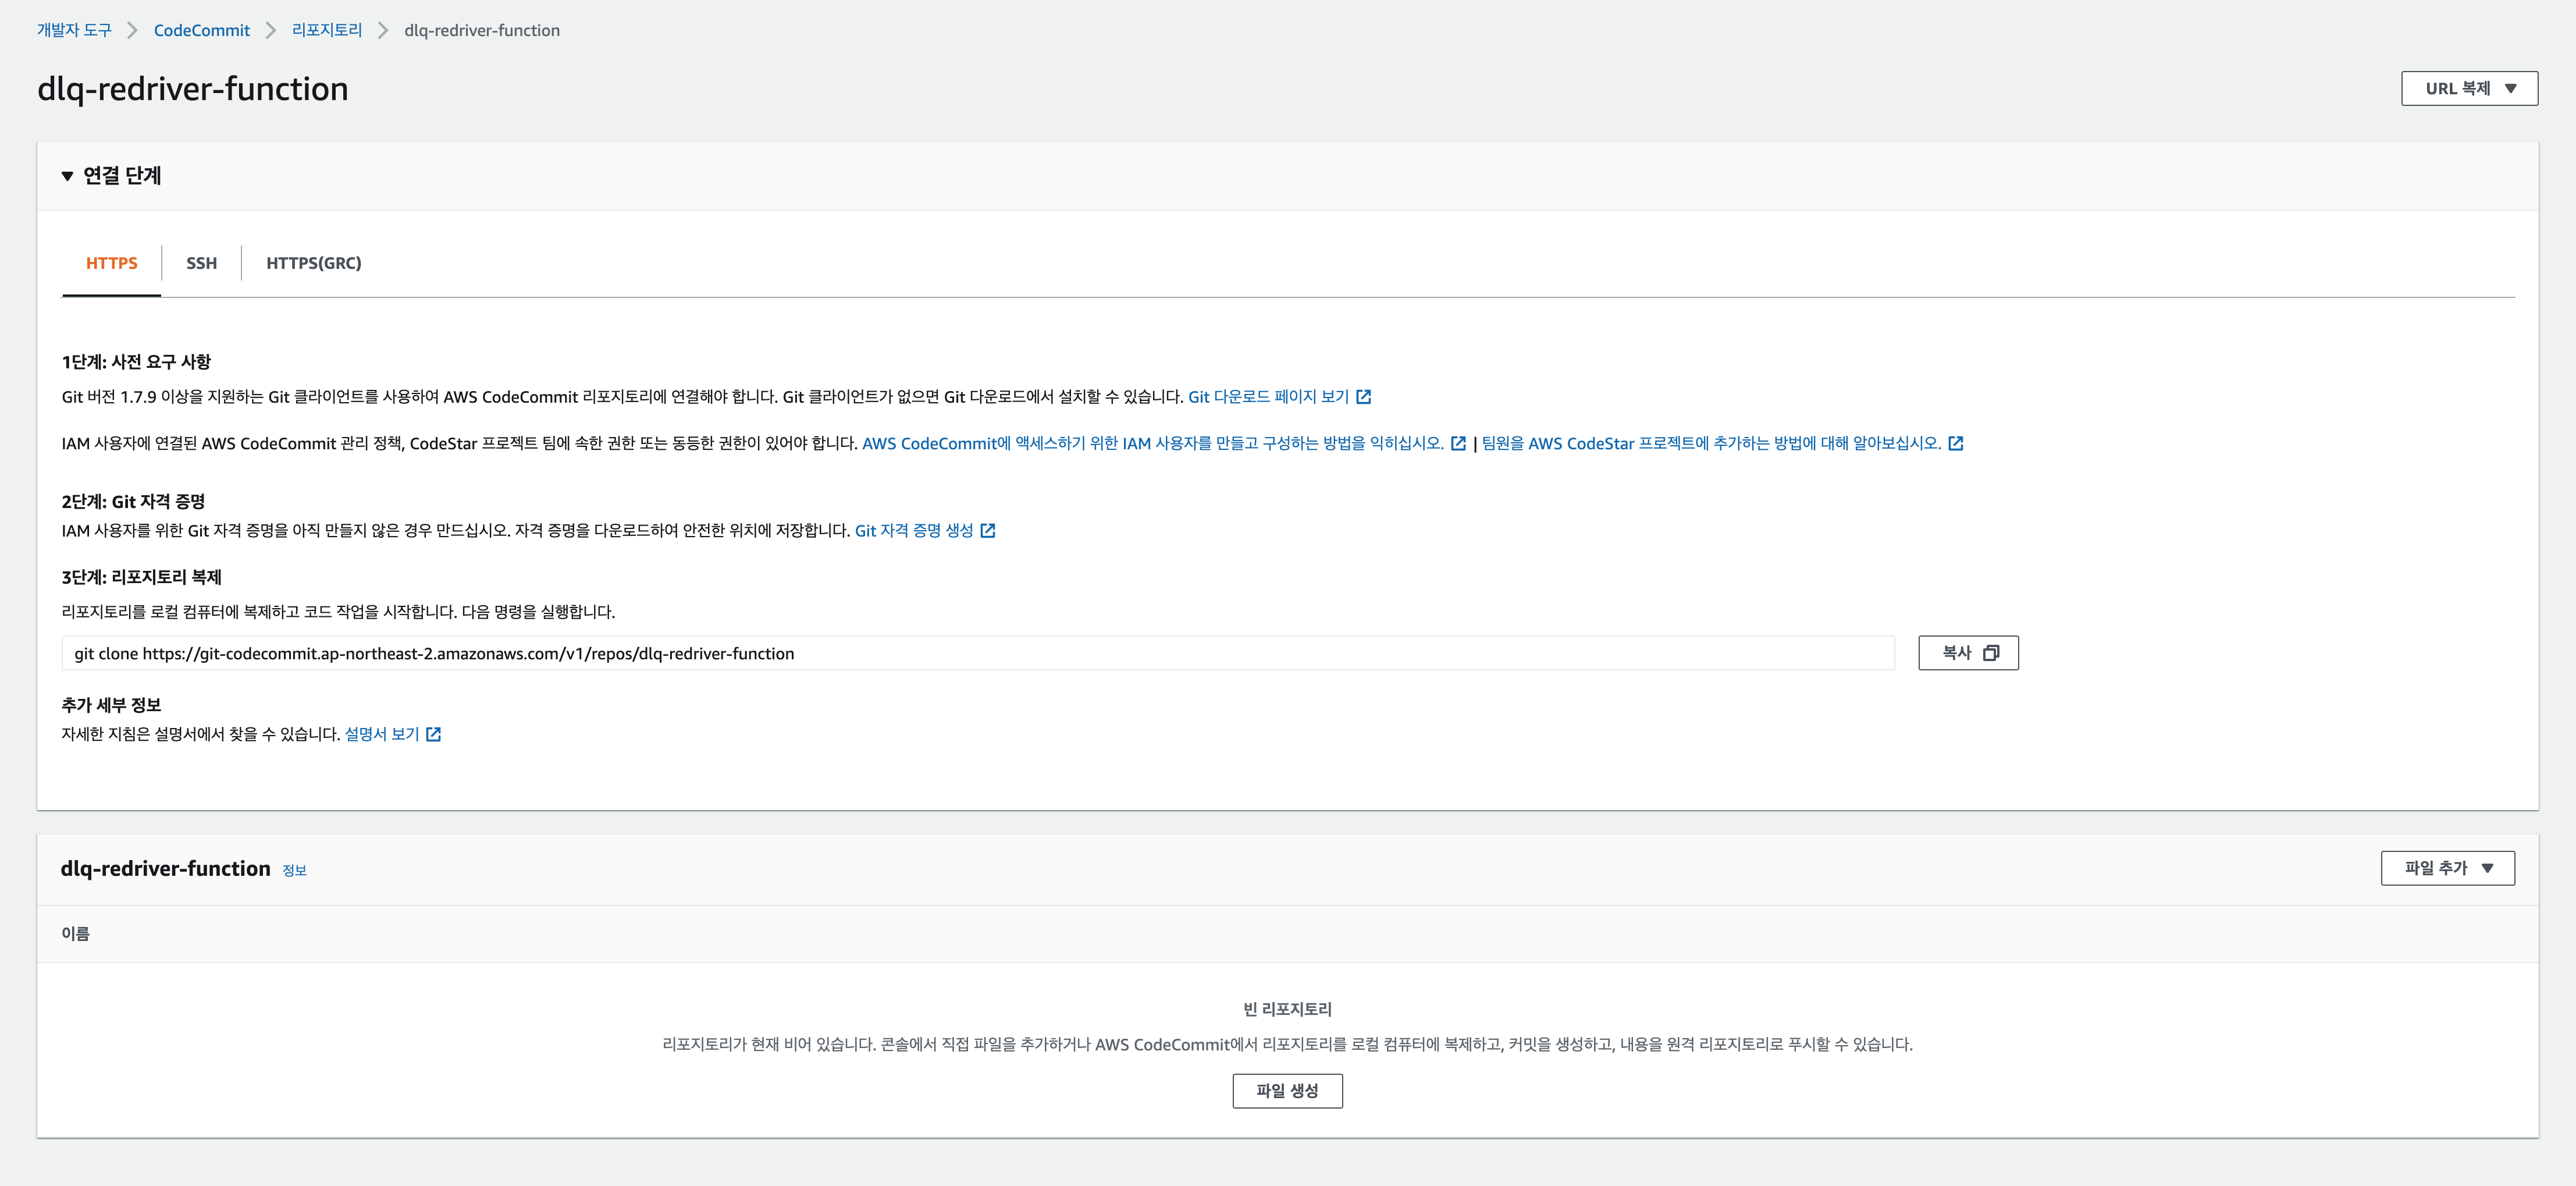 개발자 도구 > CodeCommit > 리포지토리 > dlq-redriver-function
dlq-redriver-function
URL 복제
연결 단계
HTTPS
SSH
HTTPS(GRC)
1단계: 사전 요구 사항
Git 버전 1.7.9 이상을 지원하는 Git 클라이언트를 사용하여 AWS CodeCommit 리포지토리에 연결해야 합니다. Git 클라이언트가 없으면 Git 다운로드에서 설치할 수 있습니다. Git 다운로드 페이지 보기
IAM 사용자에 연결된 AWS CodeCommit 관리 정책, CodeStar 프로젝트 팀에 속한 권한 또는 동등한 권한이 있어야 합니다. AWS CodeCommit에 액세스하기 위한 IAM 사용자를 만들고 구성하는 방법을 익히십시오. | 팀원을 AWS CodeStar 프로젝트에 추가하는 방법에 대해 알아보십시오.
2단계: Git 자격 증명
IAM 사용자를 위한 Git 자격 증명을 아직 만들지 않은 경우 만드십시오. 자격 증명을 다운로드하여 안전한 위치에 저장합니다. Git 자격 증명 생성
3단계: 리포지토리 복제
리포지토리를 로컬 컴퓨터에 복제하고 코드 작업을 시작합니다. 다음 명령을 실행합니다.
git clone https://git-codecommit.ap-northeast-2.amazonaws.com/v1/repos/dlq-redriver-function
복사
추가 세부 정보
자세한 지침은 설명서에서 찾을 수 있습니다. 설명서 보기
dlq-redriver-function 정보
파일 추가
이름
빈 리포지토리
리포지토리가 현재 비어 있습니다. 콘솔에서 직접 파일을 추가하거나 AWS CodeCommit에서 리포지토리를 로컬 컴퓨터에 복제하고, 커밋을 생성하고, 내용을 원격 리포지토리로 푸시할 수 있습니다.
파일 생성